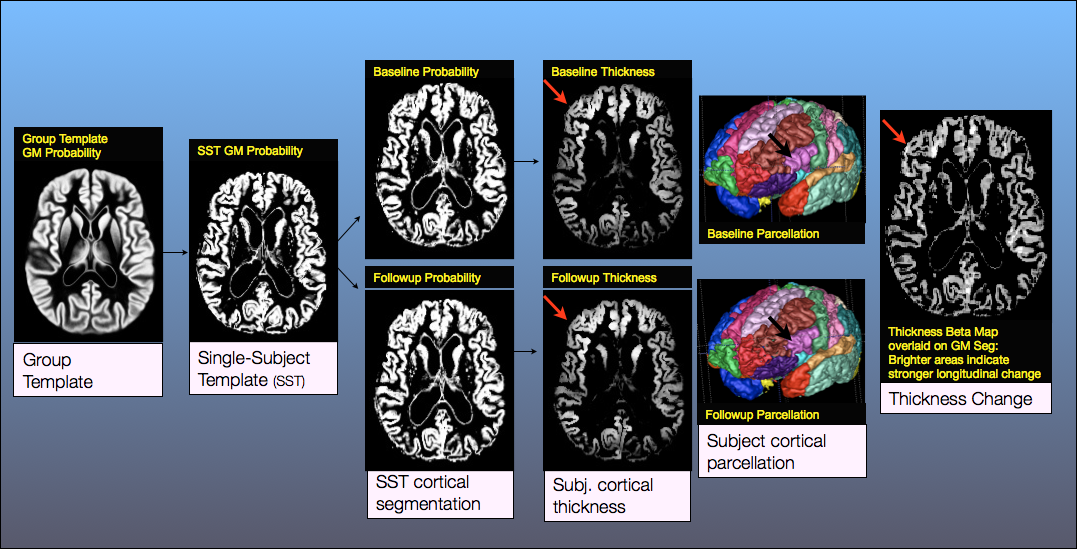 Group Template
GM Probability
Group
Template
SST GM Probability
Single-Subject
Template (SST)
Baseline Probability
Followup Probability
SST cortical
segmentation
Baseline Thickness
Followup Thickness
Subj. cortical
thickness
Baseline Parcellation
Followup Parcellation
Subject cortical
parcellation
Thickness Beta Map
overlaid on GM Seg:
Brighter areas indicate
stronger longitudinal change
Thickness Change